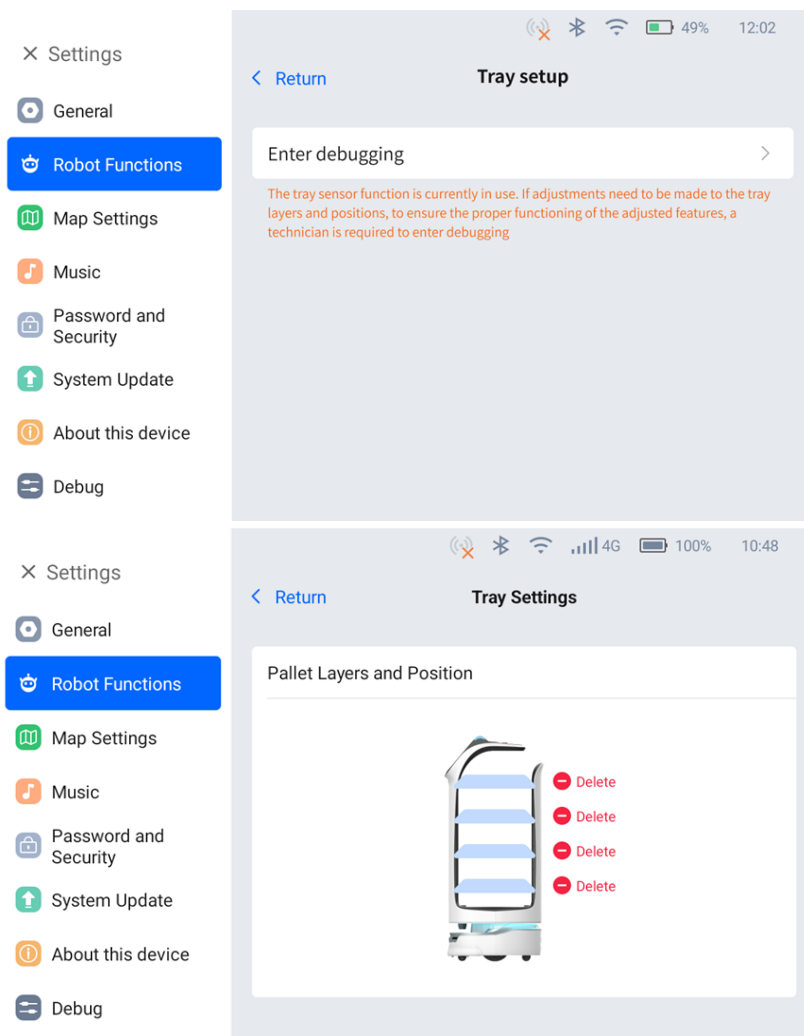 49% 12:02
Settings
Return
Tray setup
General
Enter debugging
Robot Functions
The tray sensor function is currently in use. If adjustments need to be made to the tray
layers and positions, to ensure the proper functioning of the adjusted features, a
technician is required to enter debugging
Map Settings
Music
Password and
Security
System Update
About this device
Debug
4G 100% 10:48
Settings
Return
Tray Settings
General
Pallet Layers and Position
Robot Functions
Map Settings
Music
Password and
Security
System Update
About this device
Debug
Delete
Delete
Delete
Delete